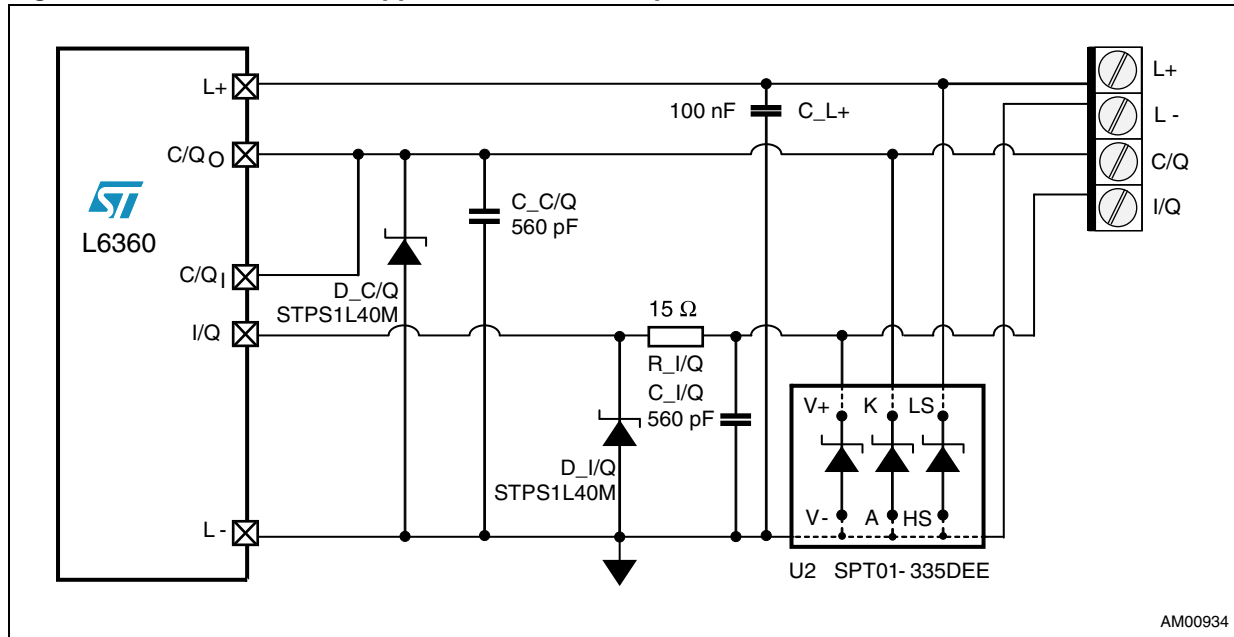 L+
C/QO
ST
L6360
C/QI
I/Q
L -
100 nF
C_L+
C_C/Q
560 pF
D_C/Q
STPS1L40M
15 Ω
R_I/Q
C_I/Q
560 pF
D_I/Q
STPS1L40M
V+ K LS
V- A HS
U2 SPT01- 335DEE
L+
L -
C/Q
I/Q
AM00934